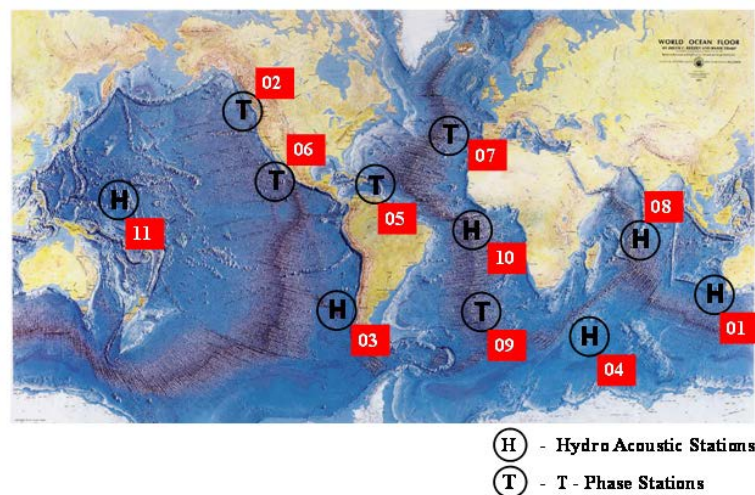 WORLD OCEAN FLOOR
02
T
T
06
T
07
H
T
H
08
11
05
H
10
H
H
T
03
09
H
01
04
H - Hydro Acoustic Stations
T - T - Phase Stations